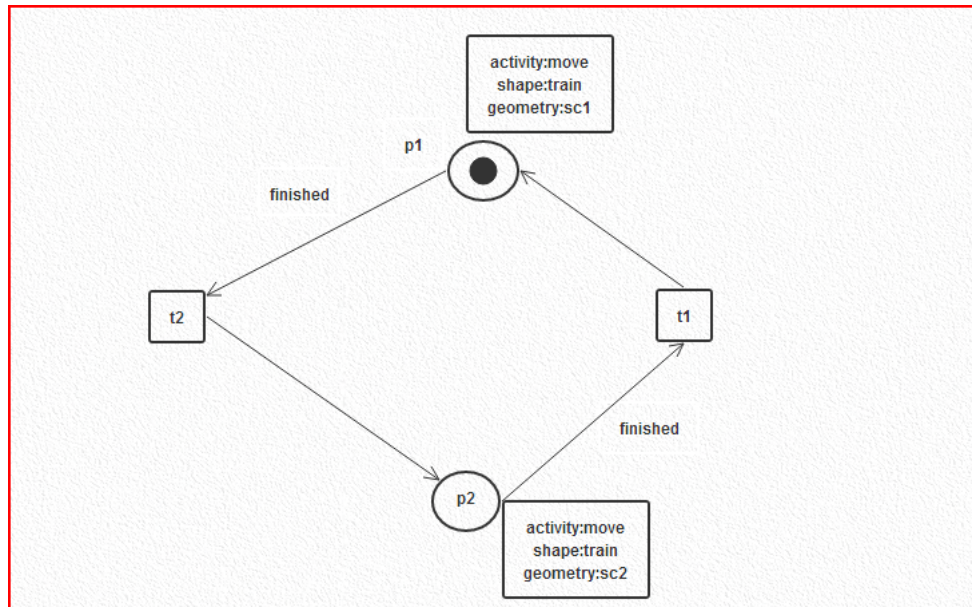 activity:move
shape:train
geometry:sc1
p1
finished
t2
t1
finished
p2
activity:move
shape:train
geometry:sc2